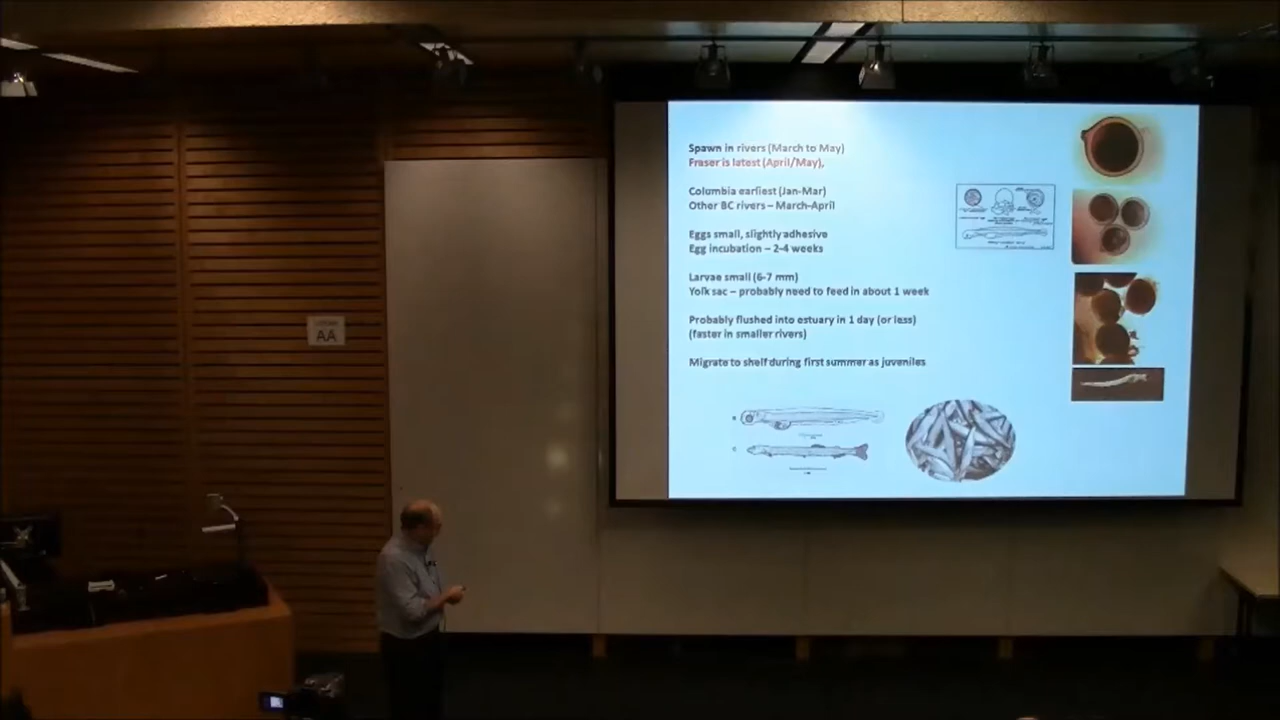 Spawn in rivers (March to May)
Fraser is latest (April/May),
Columbia earliest (Jan-Mar)
Other BC rivers – March-April
Eggs small, slightly adhesive
Egg incubation – 2-4 weeks
Larvae small (6-7 mm)
Yolk sac – probably need to feed in about 1 week
Probably flushed into estuary in 1 day (or less)
(faster in smaller rivers)
Migrate to shelf during first summer as juveniles
AA